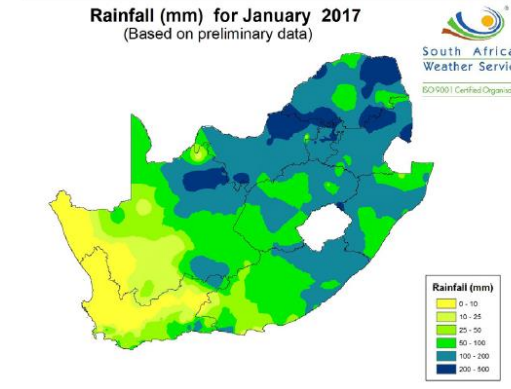 Rainfall (mm) for January 2017
(Based on preliminary data)
South Africa
Weather Servic
ISO 9001 Certified Organisa
Rainfall (mm)
0 - 10
10 - 25
25 - 50
50 - 100
100 - 200
200 - 500